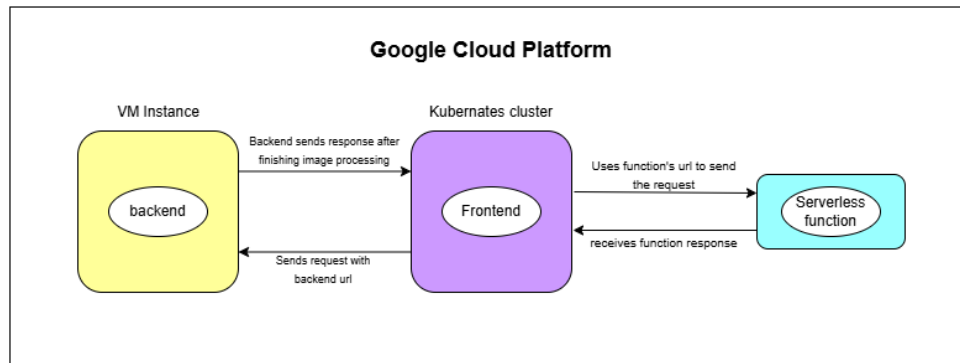 Google Cloud Platform
VM Instance
Kubernates cluster
Backend sends response after
finishing image processing
Uses function's url to send
the request
backend
Frontend
Serverless
function
receives function response
Sends request with
backend url